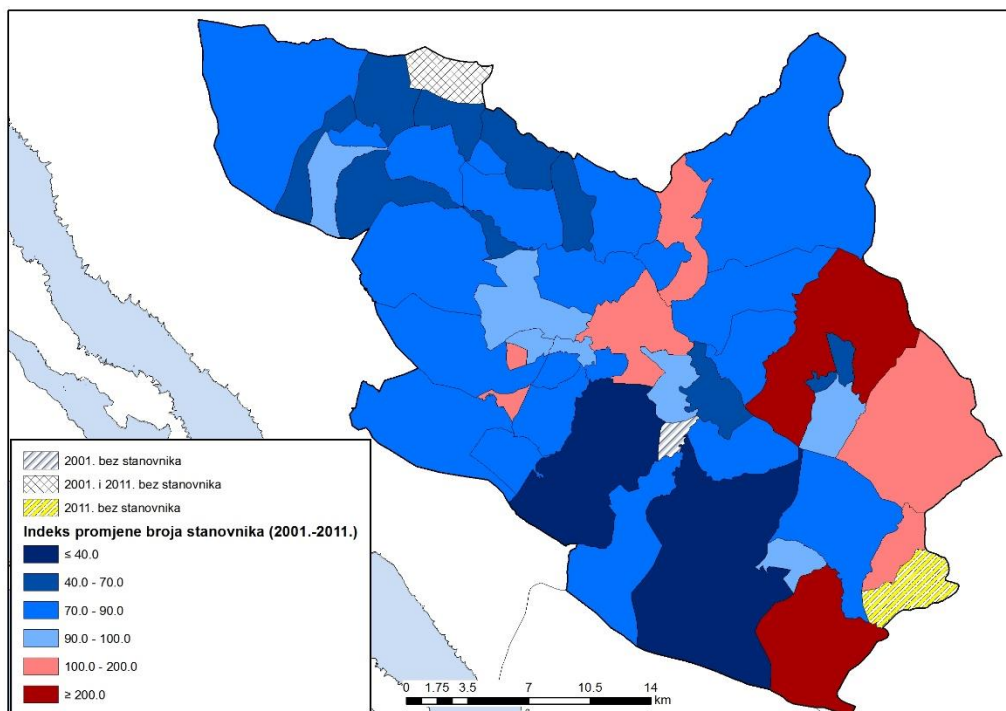 2001. bez stanovnika
2001. i 2011. bez stanovnika
2011. bez stanovnika
Indeks promjene broja stanovnika (2001.-2011.)
≤ 40.0
40.0 - 70.0
70.0 - 90.0
90.0 - 100.0
100.0 - 200.0
≥ 200.0
0 1.75 3.5 7 10.5 14
km